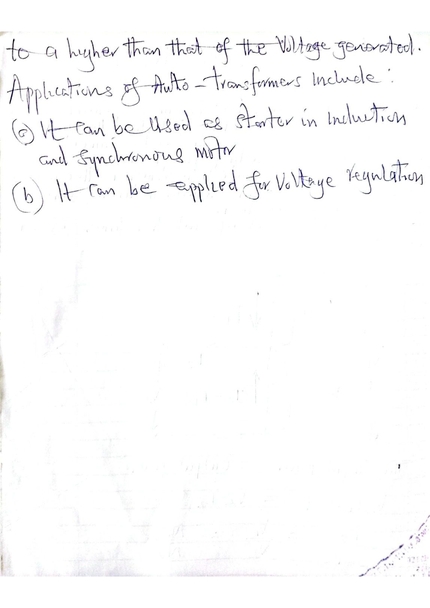 to a higher than that of the Voltage generated.
Applications of Auto-transformers Include:
(a) It can be Used as starter in Induction
and Synchronous motor
(b) It can be applied for Voltage regulation